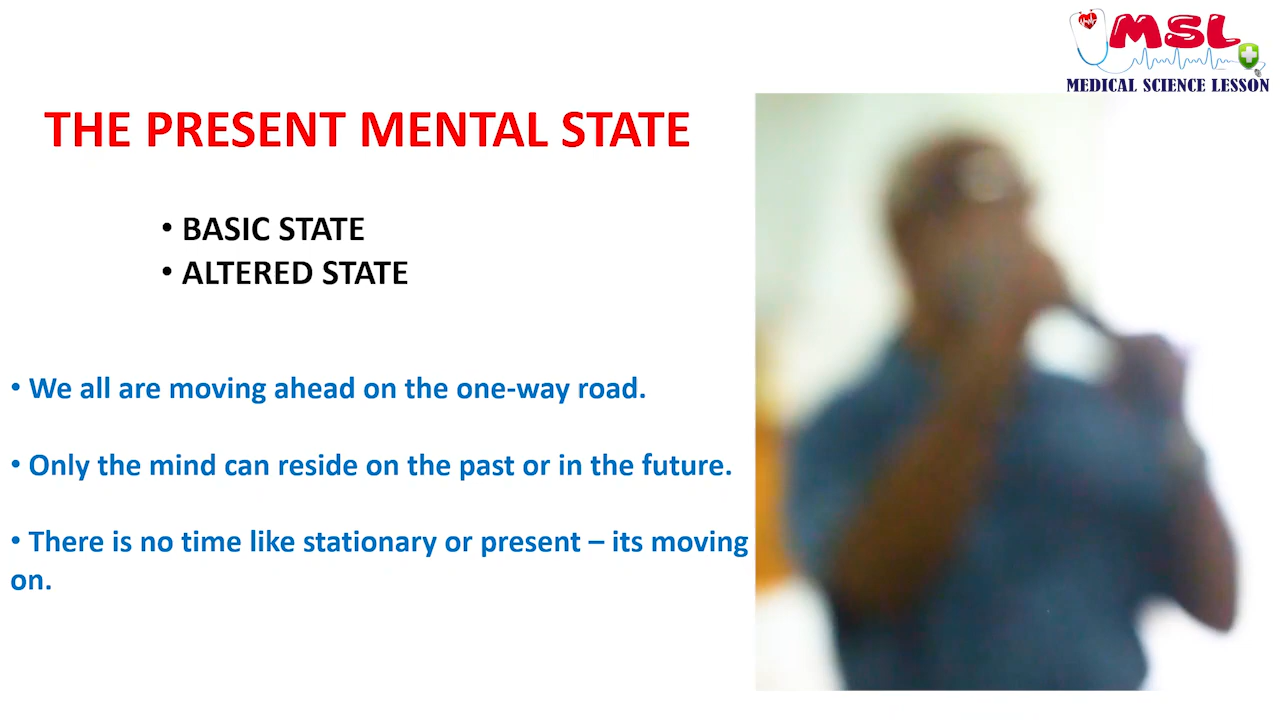 MSL
MEDICAL SCIENCE LESSON
THE PRESENT MENTAL STATE
• BASIC STATE
• ALTERED STATE
• We all are moving ahead on the one-way road.
• Only the mind can reside on the past or in the future.
• There is no time like stationary or present – its moving
on.